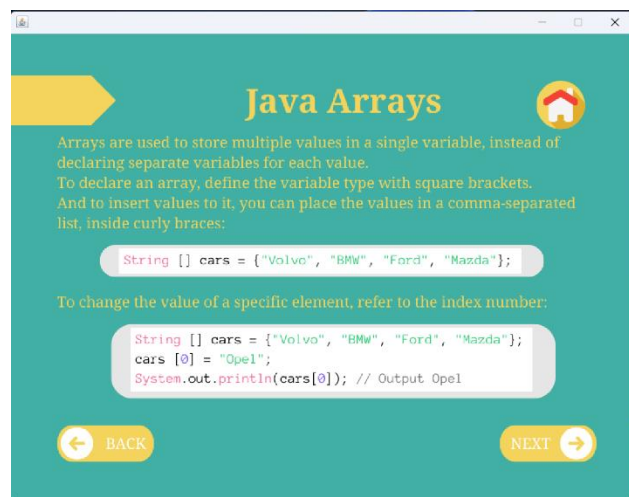 Java Arrays
Arrays are used to store multiple values in a single variable, instead of
declaring separate variables for each value.
To declare an array, define the variable type with square brackets.
And to insert values to it, you can place the values in a comma-separated
list, inside curly braces:
String [] cars = {"Volvo", "BMW", "Ford", "Mazda"};
To change the value of a specific element, refer to the index number:
String [] cars = {"Volvo", "BMW", "Ford", "Mazda"};
cars [0] = "Opel";
System.out.println(cars[0]); // Output Opel
BACK
NEXT